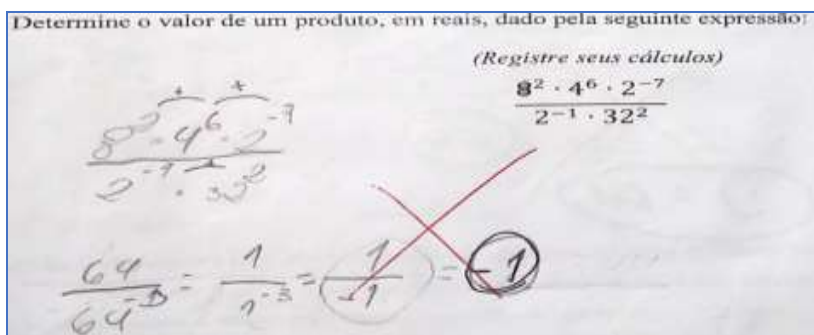 Determine o valor de um produto, em reais, dado pela seguinte expressão:
(Registre seus cálculos)
8² · 4⁶ · 2⁻⁷
2⁻¹ · 32²
8² · 4⁶ · 2⁻⁷
2⁻¹ · 32²
64 / 64⁻³ = 1 / 1⁻³ = 1 / -1 = -1